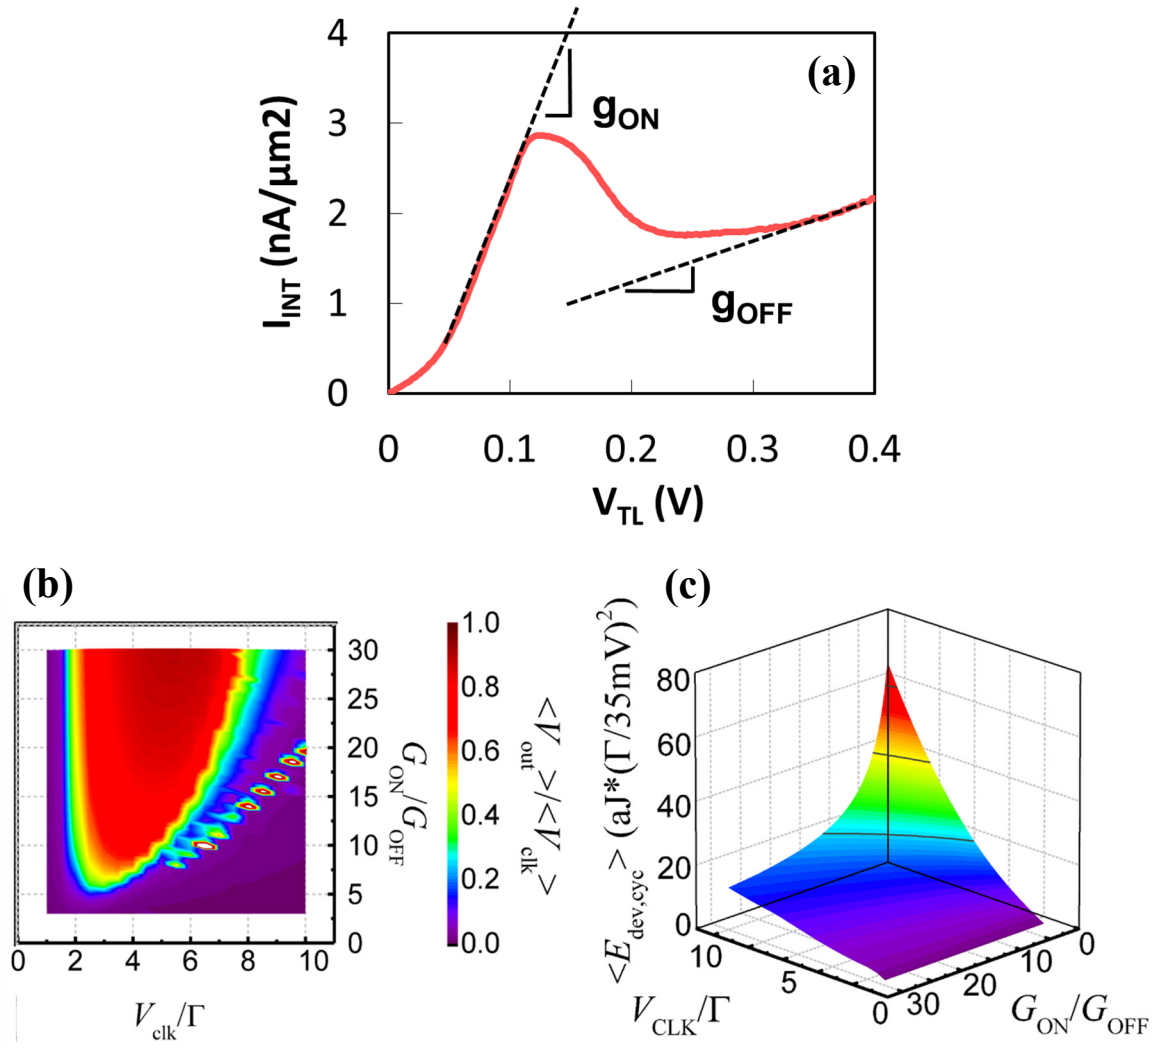 (a)
4
3
2
1
0
I_INT (nA/μm2)
g_ON
g_OFF
0 0.1 0.2 0.3 0.4
V_TL (V)
(b)
30
25
20
15
10
5
0
G_ON/G_OFF
0 2 4 6 8 10
V_clk/Γ
1.0
0.8
0.6
0.4
0.2
0.0
<V_out>/<V_clk>
(c)
<E_dev,cyc> (aJ*(Γ/35mV)^2)
80
60
40
20
0
10 5 0
V_CLK/Γ
30 20 10 0
G_ON/G_OFF